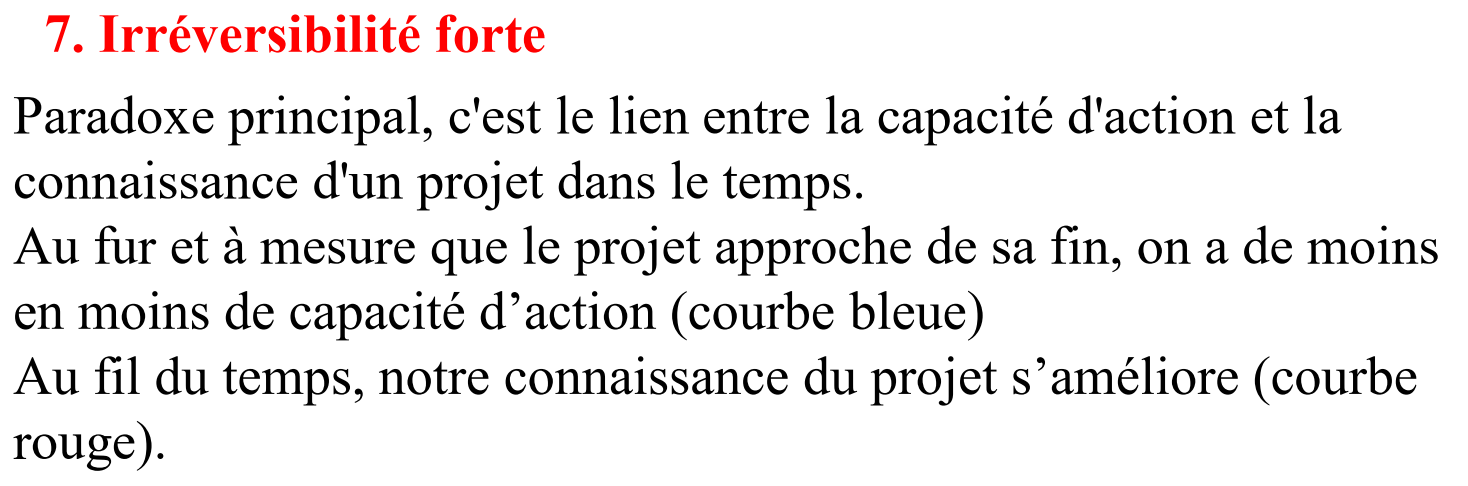 7. Irréversibilité forte
Paradoxe principal, c'est le lien entre la capacité d'action et la
connaissance d'un projet dans le temps.
Au fur et à mesure que le projet approche de sa fin, on a de moins
en moins de capacité d’action (courbe bleue)
Au fil du temps, notre connaissance du projet s’améliore (courbe
rouge).